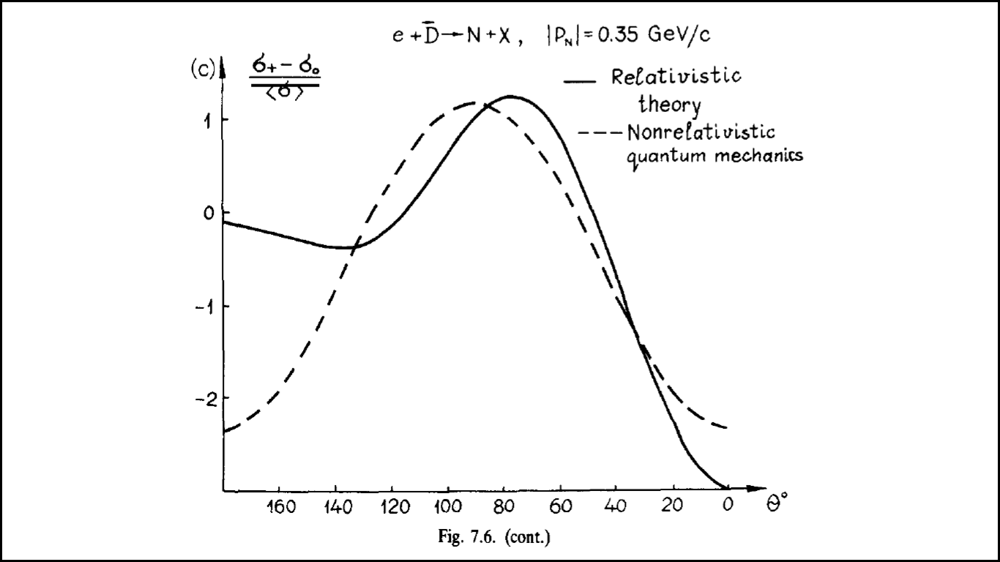 e + D̄ → N + X , |P_N| = 0.35 GeV/c
(c)
σ₊ − σ₀
⟨σ⟩
Relativistic
theory
Nonrelativistic
quantum mechanics
1
0
−1
−2
160 140 120 100 80 60 40 20 0 θ°
Fig. 7.6. (cont.)